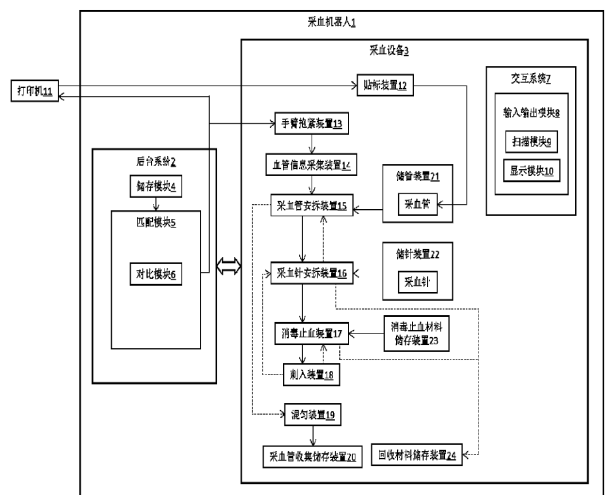 采血机器人1
采血设备3
打印机11
贴标装置12
交互系统7
输入输出模块8
扫描模块9
显示模块10
手臂抱紧装置13
后台系统2
血管信息采集装置14
储存模块4
储管装置21
采血管
匹配模块5
采血管安拆装置15
对比模块6
储针装置22
采血针
采血针安拆装置16
消毒止血装置17
消毒止血材料
储存装置23
刺入装置18
混匀装置19
采血管收集储存装置20
回收材料储存装置24